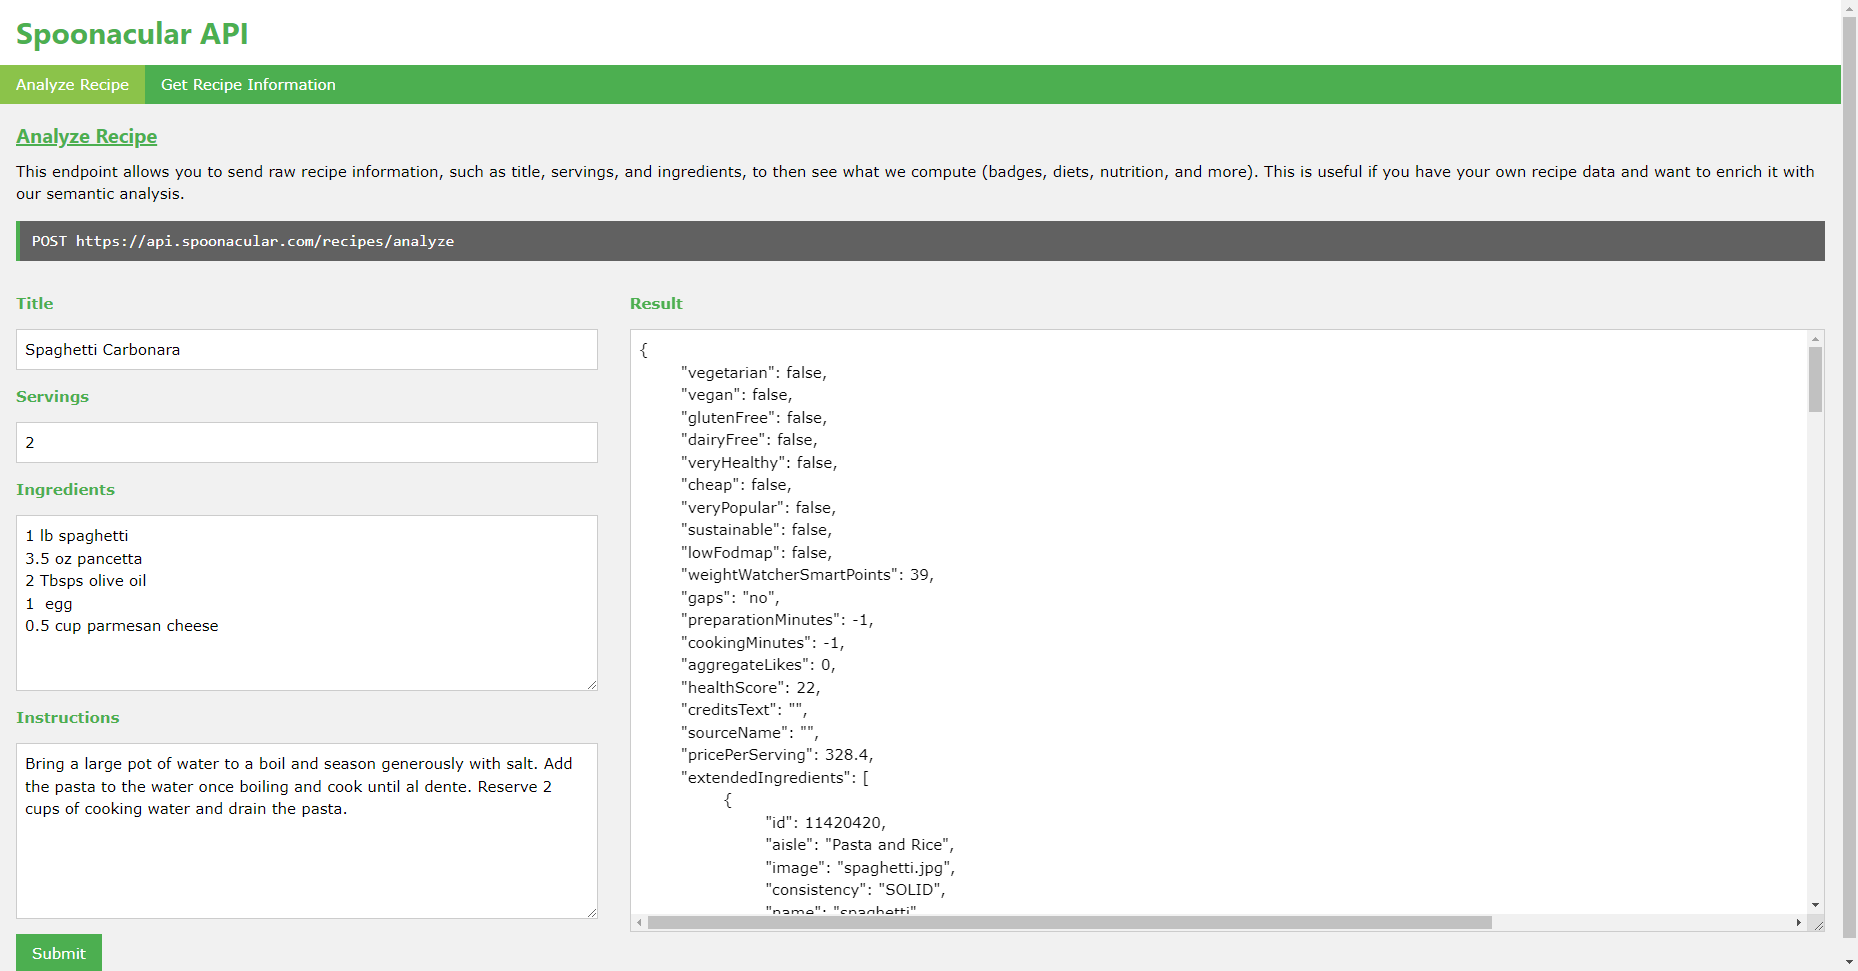 Spoonacular API
Analyze Recipe
Get Recipe Information
Analyze Recipe
This endpoint allows you to send raw recipe information, such as title, servings, and ingredients, to then see what we compute (badges, diets, nutrition, and more). This is useful if you have your own recipe data and want to enrich it with
our semantic analysis.
POST https://api.spoonacular.com/recipes/analyze
Title
Spaghetti Carbonara
Servings
2
Ingredients
1 lb spaghetti
3.5 oz pancetta
2 Tbsps olive oil
1  egg
0.5 cup parmesan cheese
Instructions
Bring a large pot of water to a boil and season generously with salt. Add
the pasta to the water once boiling and cook until al dente. Reserve 2
cups of cooking water and drain the pasta.
Submit
Result
{
"vegetarian": false,
"vegan": false,
"glutenFree": false,
"dairyFree": false,
"veryHealthy": false,
"cheap": false,
"veryPopular": false,
"sustainable": false,
"lowFodmap": false,
"weightWatcherSmartPoints": 39,
"gaps": "no",
"preparationMinutes": -1,
"cookingMinutes": -1,
"aggregateLikes": 0,
"healthScore": 22,
"creditsText": "",
"sourceName": "",
"pricePerServing": 328.4,
"extendedIngredients": [
{
"id": 11420420,
"aisle": "Pasta and Rice",
"image": "spaghetti.jpg",
"consistency": "SOLID",
"name": "spaghetti"